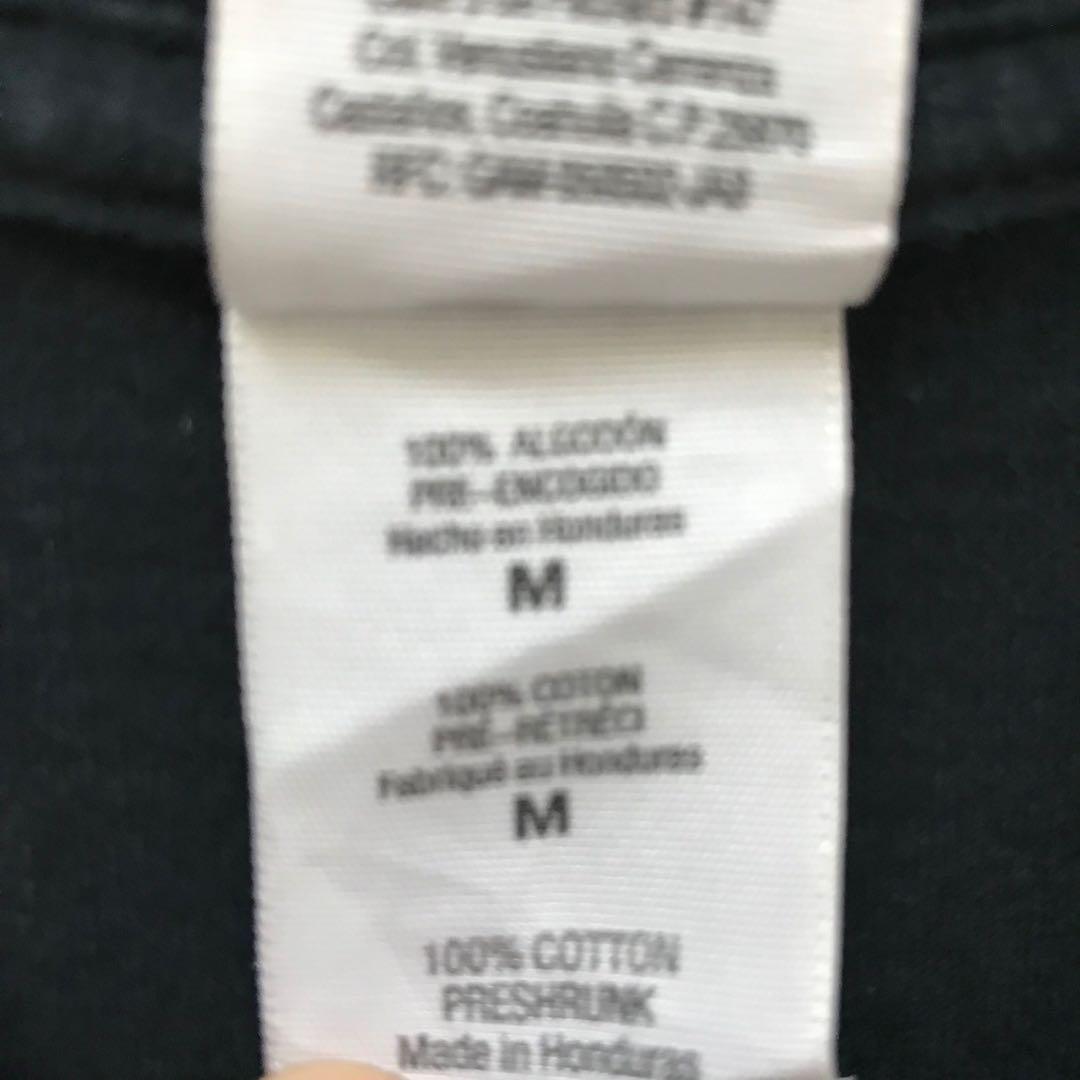 Col. Venustiano Carranza
Castaños, Coahuila C.P. 25870
RFC:
100% ALGODÓN
PRE-ENCOGIDO
Hecho en Honduras
M
100% COTON
PRÉ-RÉTRÉCI
Fabriqué au Honduras
M
100% COTTON
PRESHRUNK
Made in Honduras